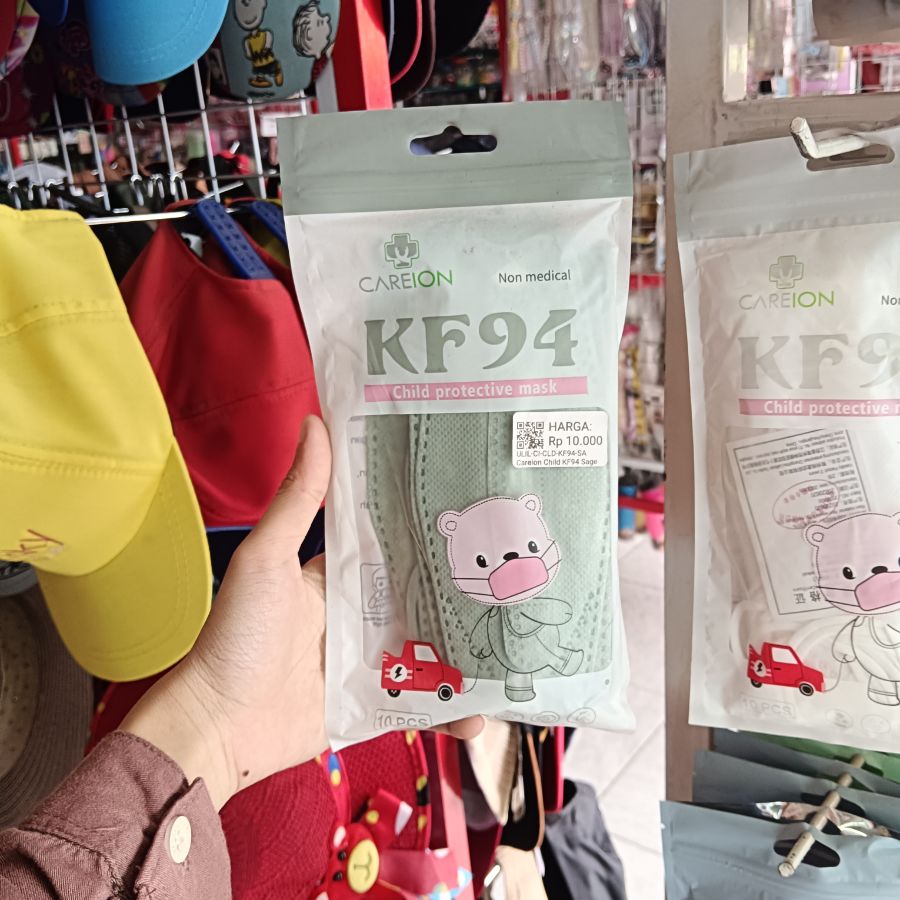 CAREION
Non medical
KF94
Child protective mask
HARGA:
Rp 10.000
ULIL-CI-CLD-KF94-SA
Careion Child KF94 Sage
10 PCS
CAREION
KF9
Child protective
10 PCS